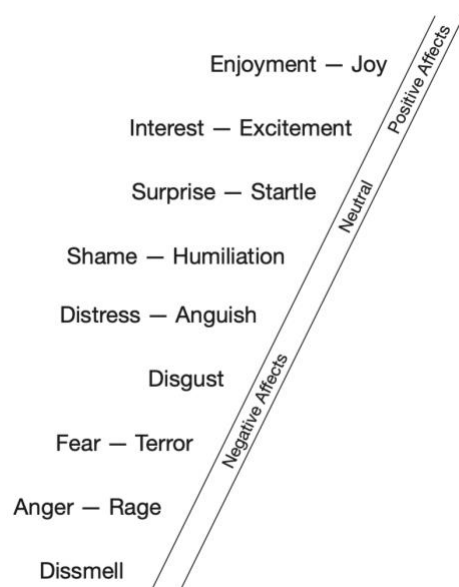 Enjoyment — Joy
Positive Affects
Interest — Excitement
Surprise — Startle
Neutral
Shame — Humiliation
Distress — Anguish
Disgust
Negative Affects
Fear — Terror
Anger — Rage
Dissmell